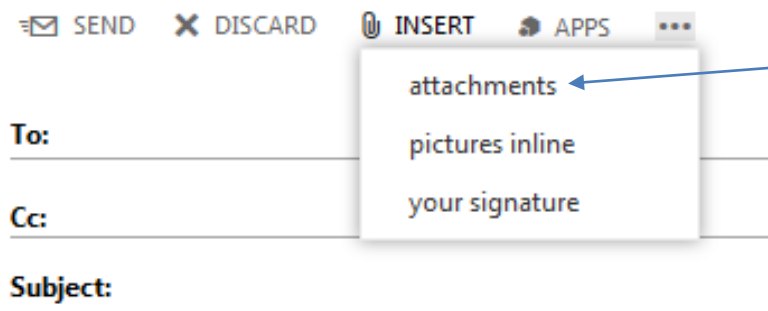 SEND DISCARD INSERT APPS •••
attachments
To:
pictures inline
your signature
Cc:
Subject: